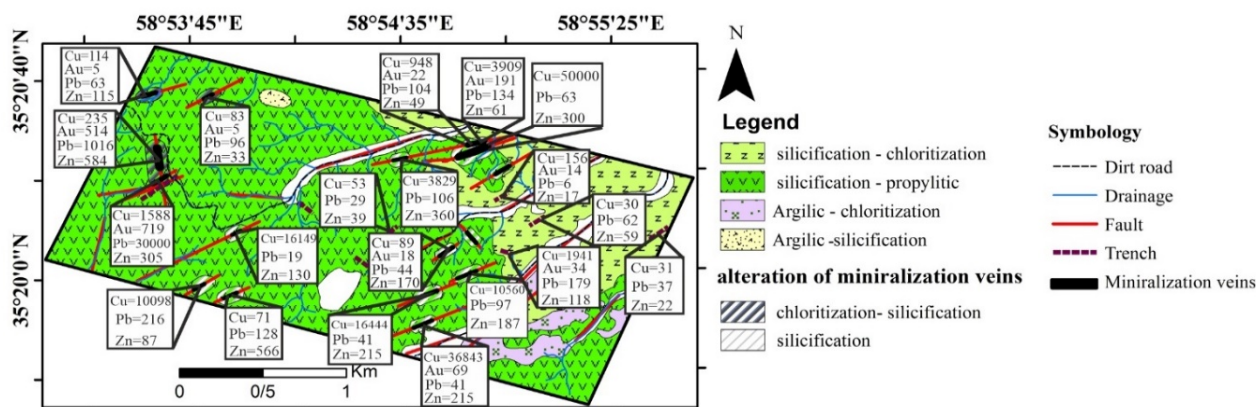 58°53'45"E
58°54'35"E
58°55'25"E
35°20'40"N
35°20'0"N
Cu=114
Au=5
Pb=63
Zn=115
Cu=235
Au=514
Pb=1016
Zn=584
Cu=83
Au=5
Pb=96
Zn=33
Cu=948
Au=22
Pb=104
Zn=49
Cu=3909
Au=191
Pb=134
Zn=61
Cu=50000
Pb=63
Zn=300
Cu=156
Au=14
Pb=6
Zn=17
Cu=53
Pb=29
Zn=39
Cu=3829
Pb=106
Zn=360
Cu=30
Pb=62
Zn=59
Cu=1588
Au=719
Pb=30000
Zn=305
Cu=16149
Pb=19
Zn=130
Cu=89
Au=18
Pb=44
Zn=170
Cu=1941
Au=34
Pb=179
Zn=118
Cu=31
Pb=37
Zn=22
Cu=10098
Pb=216
Zn=87
Cu=71
Pb=128
Zn=566
Cu=16444
Pb=41
Zn=215
Cu=10560
Pb=97
Zn=187
Cu=36843
Au=69
Pb=41
Zn=215
Km
0
0/5
1
N
Legend
silicification - chloritization
silicification - propylitic
Argilic - chloritization
Argilic -silicification
alteration of miniralization veins
chloritization- silicification
silicification
Symbology
Dirt road
Drainage
Fault
Trench
Miniralization veins